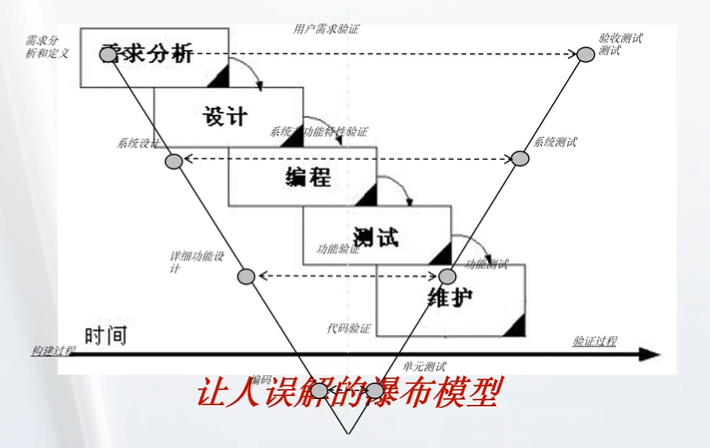 用户需求验证
需求分
析和定义
验收测试
测试
需求分析
设计
系统非功能特性验证
系统设计
系统测试
编程
测试
功能验证
详细功能设
计
功能测试
维护
代码验证
时间
构建过程
验证过程
单元测试
编码
让人误解的瀑布模型